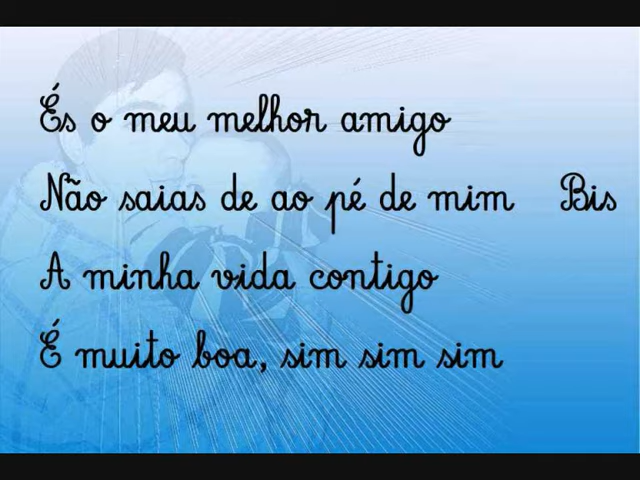 És o meu melhor amigo
Não saias de ao pé de mim Bis
A minha vida contigo
É muito boa, sim sim sim